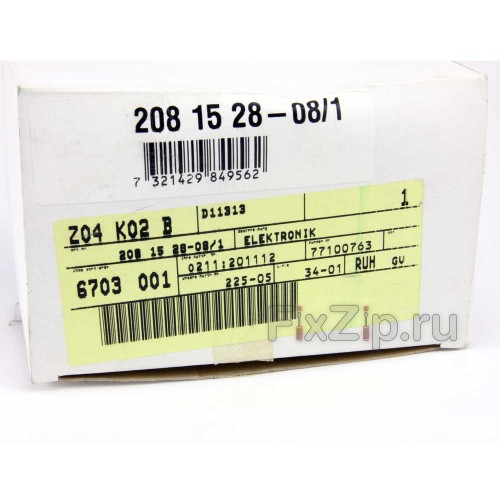 208 15 28-08/1
7 321429 849562
Z04 K02 B D11313 1
208 15 28-08/1 ELEKTRONIK
6703 001 0211:201112 77100763
225-05 34-01 RUH GV
FixZip.ru